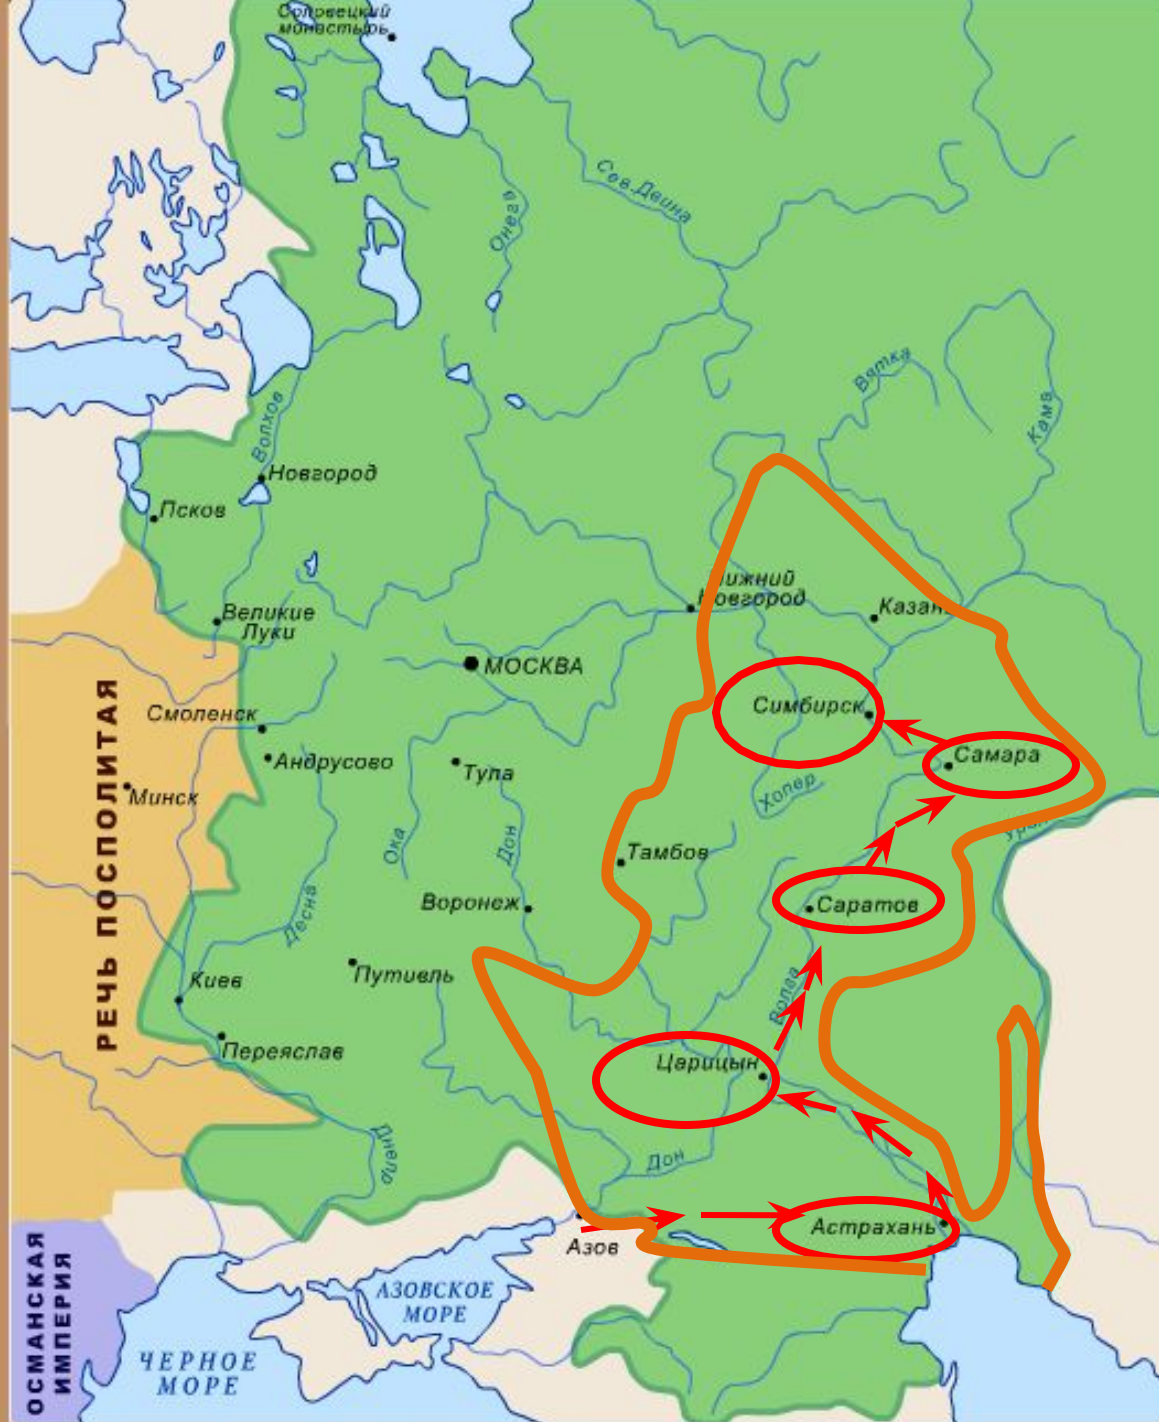 Соловецкий
монастырь
Сев.Двина
Онега
Вятка
Кама
Волхов
Новгород
Псков
Нижний
Новгород
Казань
Великие
Луки
МОСКВА
РЕЧЬ ПОСПОЛИТАЯ
Смоленск
Симбирск
Андрусово
Тула
Самара
Минск
Хопер
Урал
Ока
Дон
Тамбов
Десна
Воронеж
Саратов
Киев
Путивль
Волга
Переяслав
Царицын
Днепр
Дон
Астрахань
Азов
ОСМАНСКАЯ
ИМПЕРИЯ
АЗОВСКОЕ
МОРЕ
ЧЕРНОЕ
МОРЕ